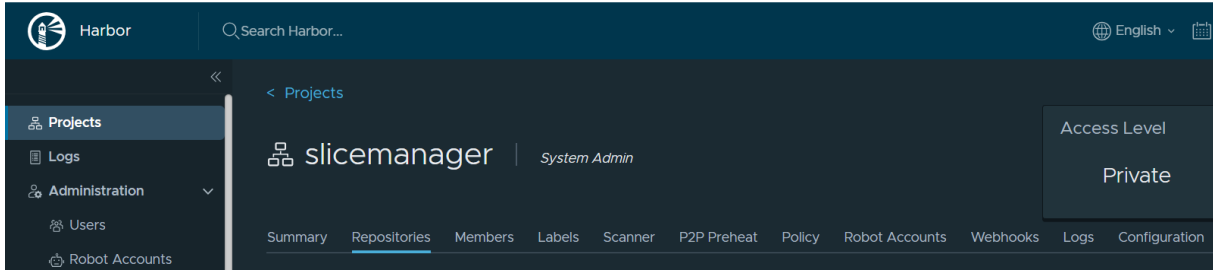 Harbor
Search Harbor...
English
< Projects
Projects
Logs
Administration
Users
Robot Accounts
slicemanager
System Admin
Access Level
Private
Summary Repositories Members Labels Scanner P2P Preheat Policy Robot Accounts Webhooks Logs Configuration